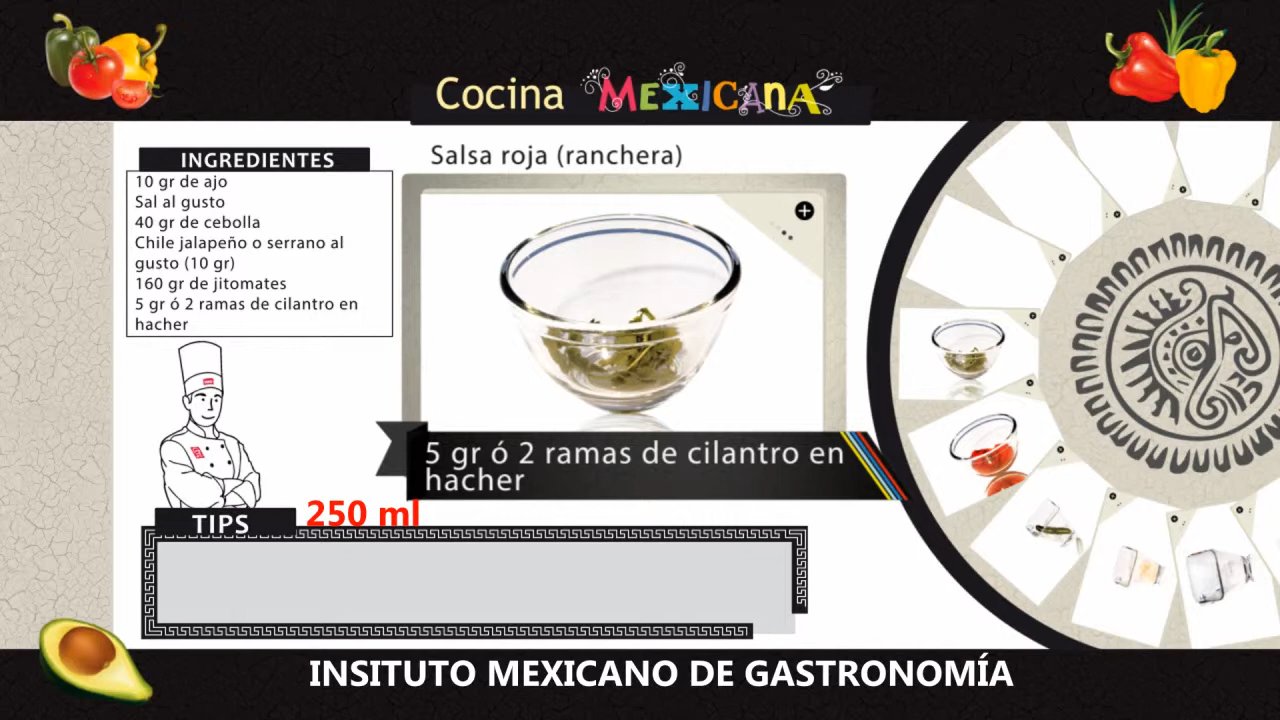 Cocina MEXICANA
INGREDIENTES
10 gr de ajo
Sal al gusto
40 gr de cebolla
Chile jalapeño o serrano al
gusto (10 gr)
160 gr de jitomates
5 gr ó 2 ramas de cilantro en
hacher
Salsa roja (ranchera)
5 gr ó 2 ramas de cilantro en
hacher
250 ml
TIPS
INSITUTO MEXICANO DE GASTRONOMÍA